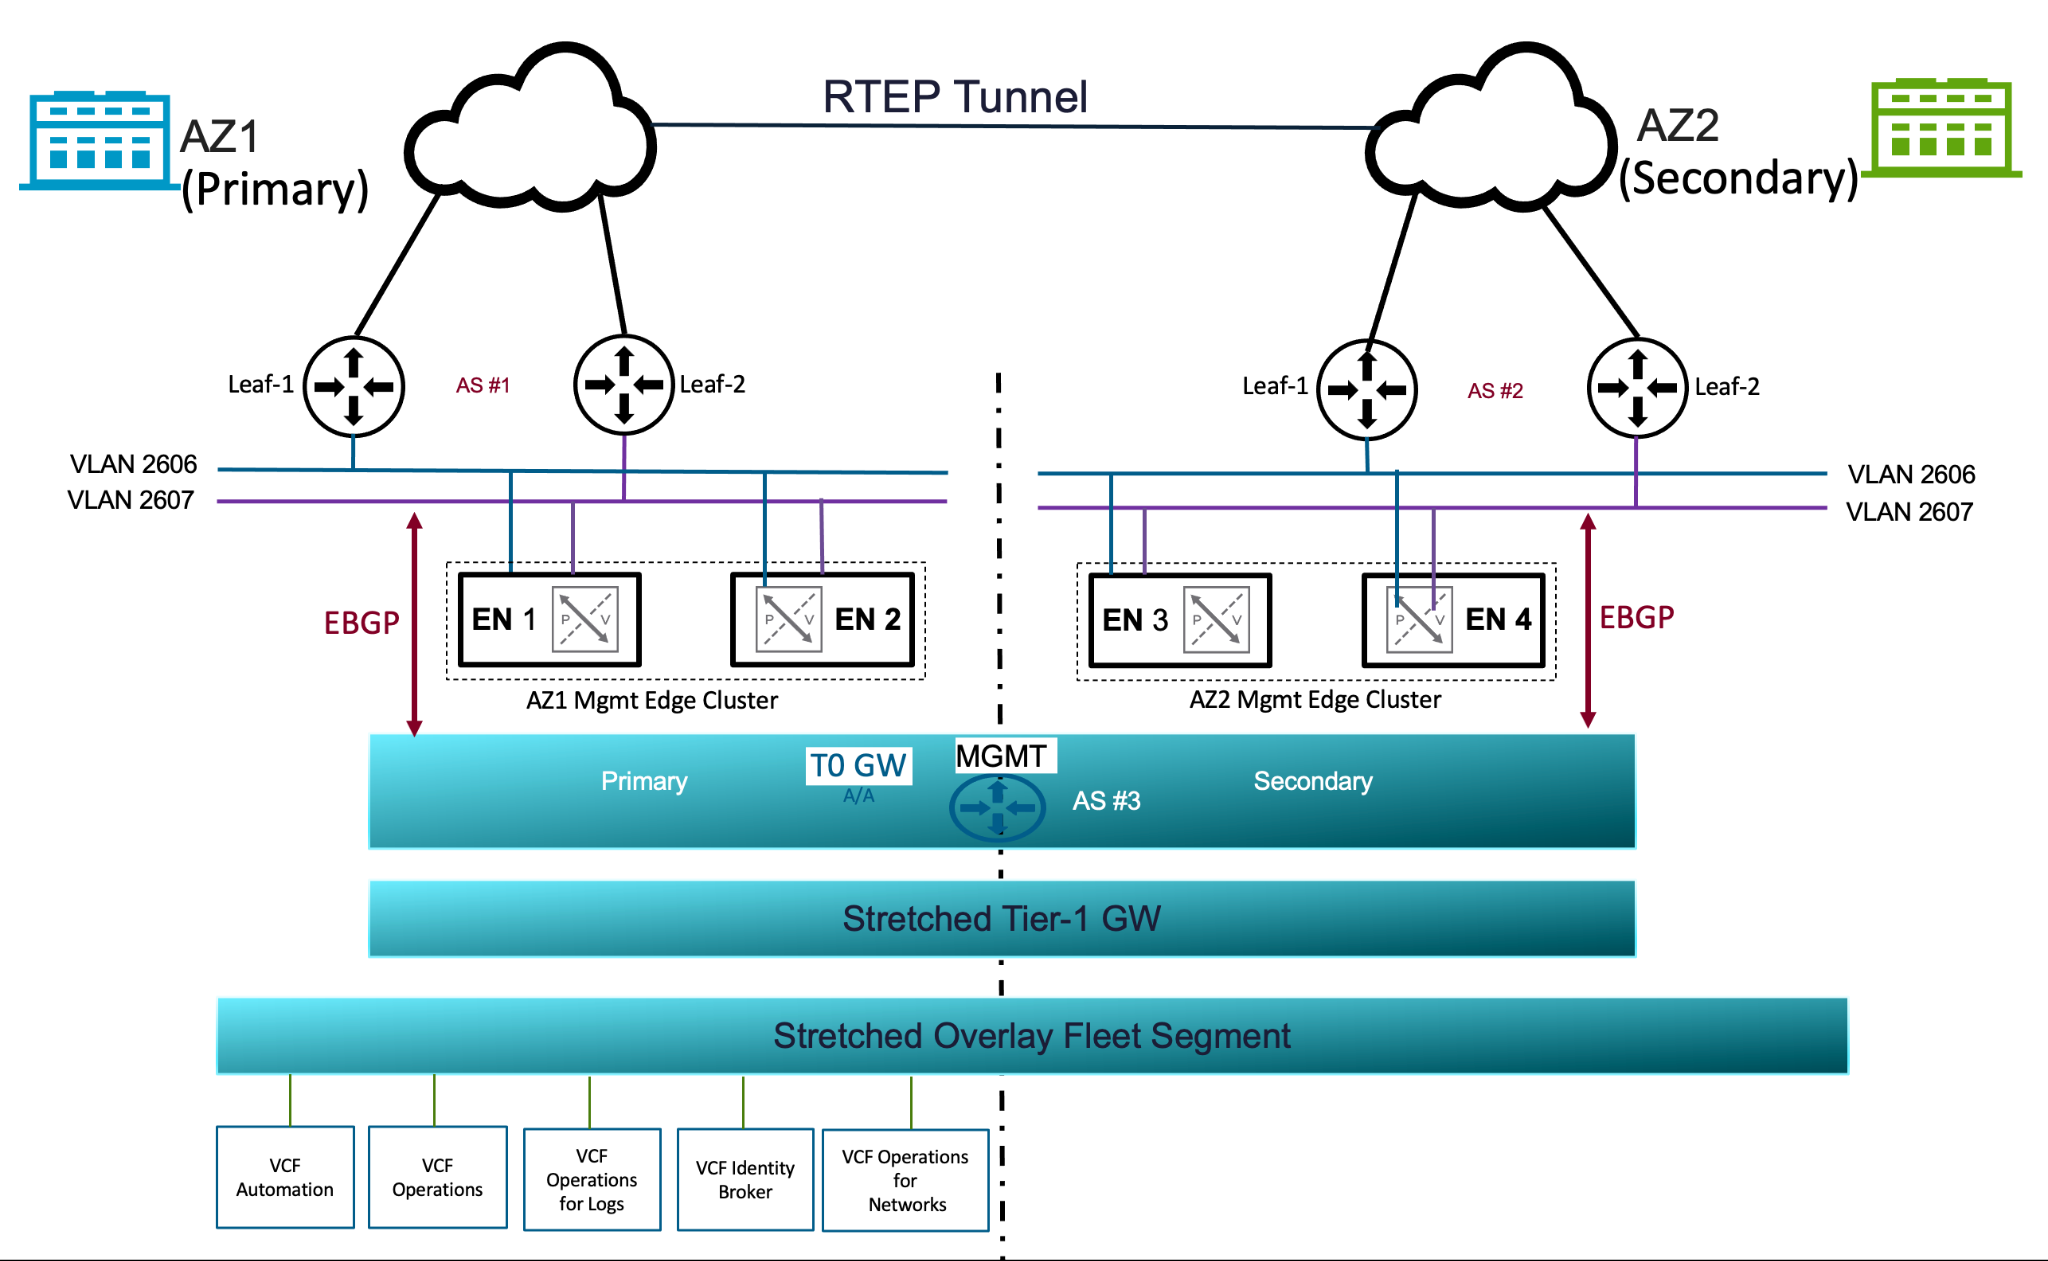 RTEP Tunnel
AZ1
(Primary)
AZ2
(Secondary)
Leaf-1
AS #1
Leaf-2
Leaf-1
AS #2
Leaf-2
VLAN 2606
VLAN 2607
VLAN 2606
VLAN 2607
EBGP
EN 1
P
V
P
V
EN 2
EN 3
P
V
P
V
EN 4
EBGP
AZ1 Mgmt Edge Cluster
AZ2 Mgmt Edge Cluster
Primary
T0 GW
A/A
MGMT
AS #3
Secondary
Stretched Tier-1 GW
Stretched Overlay Fleet Segment
VCF
Automation
VCF
Operations
VCF
Operations
for Logs
VCF Identity
Broker
VCF Operations
for
Networks